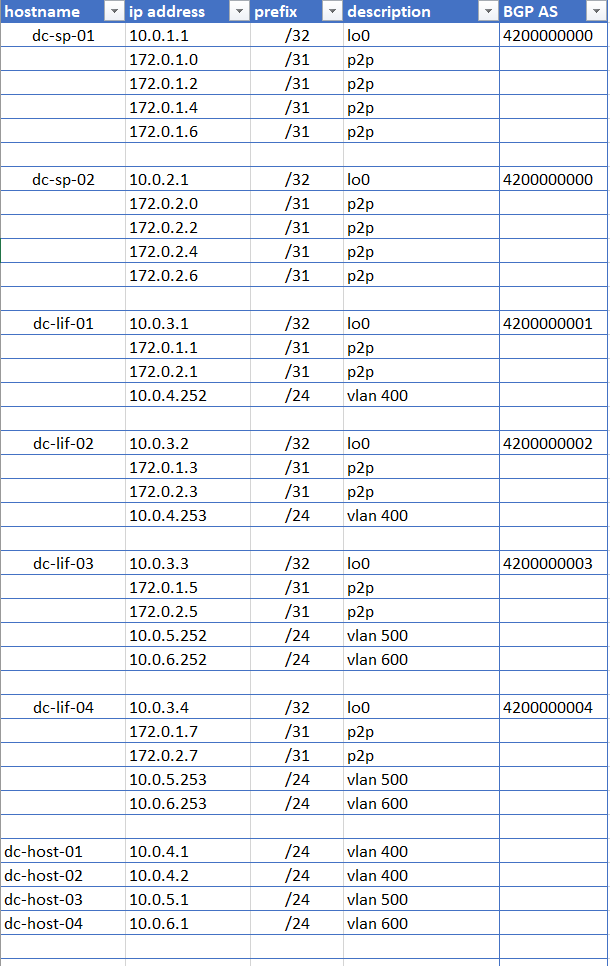 hostname ip address prefix description BGP AS
dc-sp-01 10.0.1.1 /32 lo0 4200000000
172.0.1.0 /31 p2p
172.0.1.2 /31 p2p
172.0.1.4 /31 p2p
172.0.1.6 /31 p2p
dc-sp-02 10.0.2.1 /32 lo0 4200000000
172.0.2.0 /31 p2p
172.0.2.2 /31 p2p
172.0.2.4 /31 p2p
172.0.2.6 /31 p2p
dc-lif-01 10.0.3.1 /32 lo0 4200000001
172.0.1.1 /31 p2p
172.0.2.1 /31 p2p
10.0.4.252 /24 vlan 400
dc-lif-02 10.0.3.2 /32 lo0 4200000002
172.0.1.3 /31 p2p
172.0.2.3 /31 p2p
10.0.4.253 /24 vlan 400
dc-lif-03 10.0.3.3 /32 lo0 4200000003
172.0.1.5 /31 p2p
172.0.2.5 /31 p2p
10.0.5.252 /24 vlan 500
10.0.6.252 /24 vlan 600
dc-lif-04 10.0.3.4 /32 lo0 4200000004
172.0.1.7 /31 p2p
172.0.2.7 /31 p2p
10.0.5.253 /24 vlan 500
10.0.6.253 /24 vlan 600
dc-host-01 10.0.4.1 /24 vlan 400
dc-host-02 10.0.4.2 /24 vlan 400
dc-host-03 10.0.5.1 /24 vlan 500
dc-host-04 10.0.6.1 /24 vlan 600